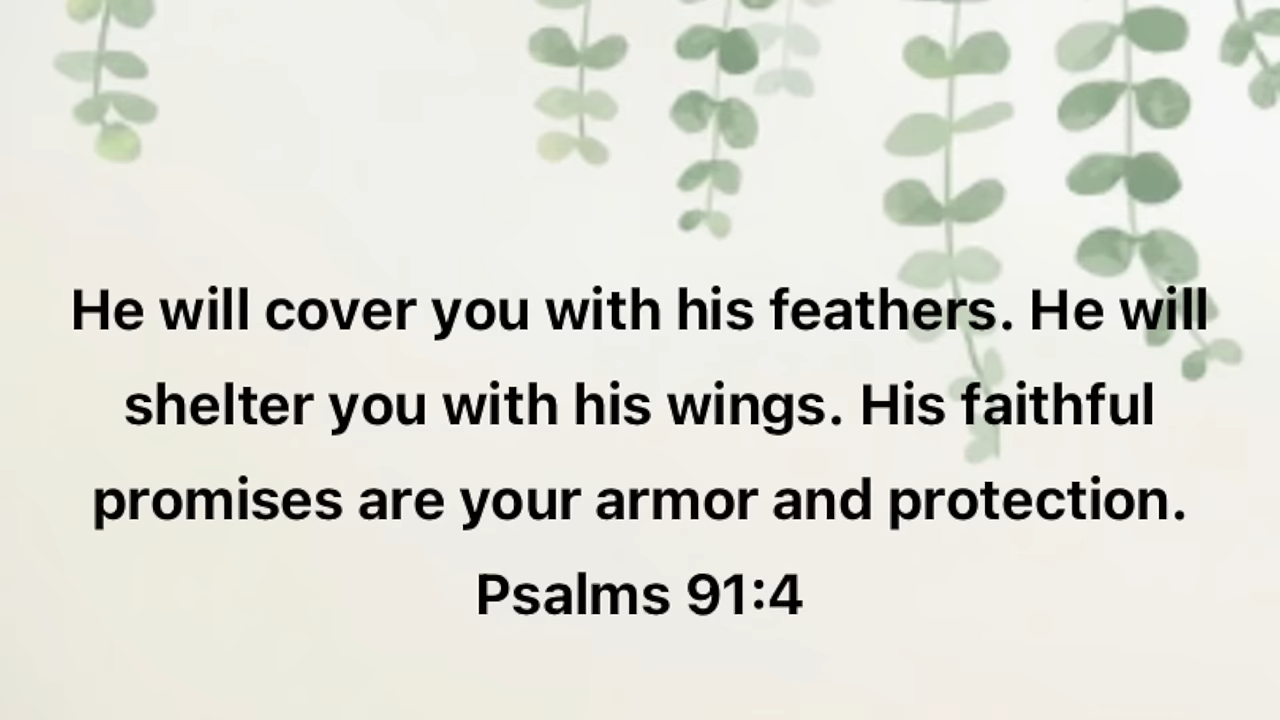 He will cover you with his feathers. He will
shelter you with his wings. His faithful
promises are your armor and protection.
Psalms 91:4